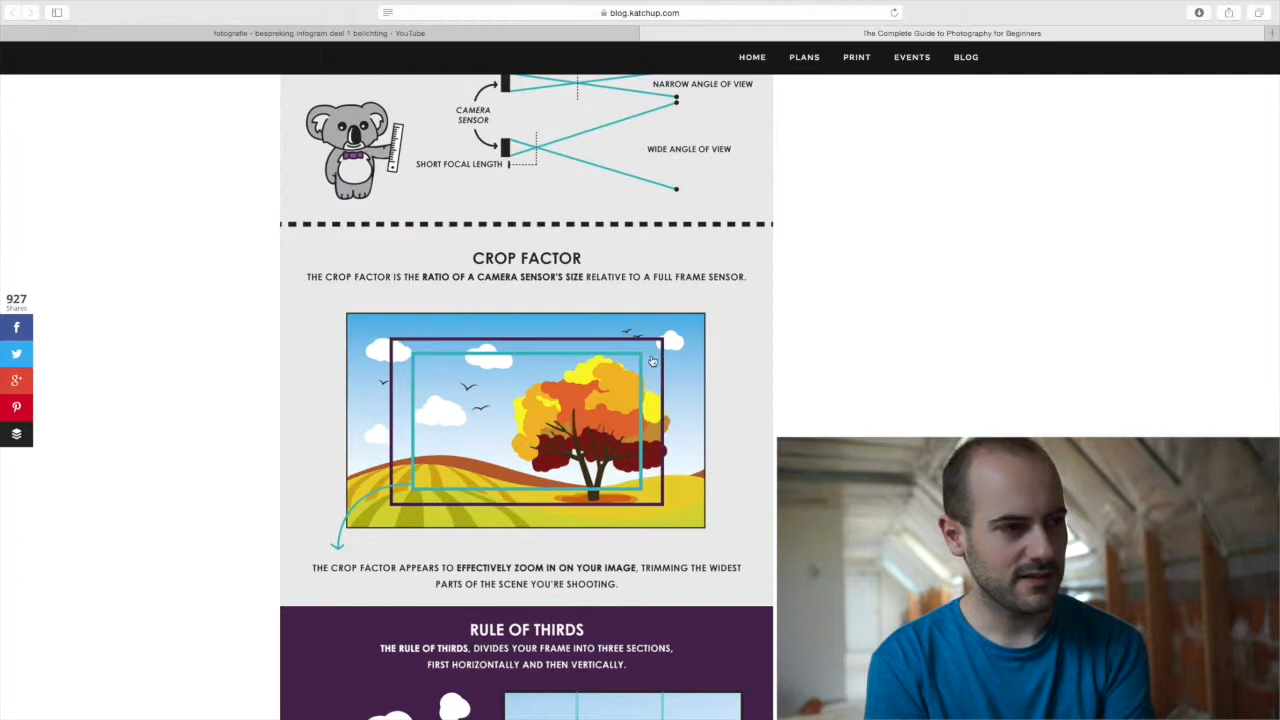 blog.katchup.com
fotografie - bespreking infogram deel 1 belichting - YouTube
The Complete Guide to Photography for Beginners
HOME PLANS PRINT EVENTS BLOG
NARROW ANGLE OF VIEW
CAMERA
SENSOR
WIDE ANGLE OF VIEW
SHORT FOCAL LENGTH
CROP FACTOR
THE CROP FACTOR IS THE RATIO OF A CAMERA SENSOR'S SIZE RELATIVE TO A FULL FRAME SENSOR.
927
Shares
THE CROP FACTOR APPEARS TO EFFECTIVELY ZOOM IN ON YOUR IMAGE, TRIMMING THE WIDEST
PARTS OF THE SCENE YOU'RE SHOOTING.
RULE OF THIRDS
THE RULE OF THIRDS, DIVIDES YOUR FRAME INTO THREE SECTIONS,
FIRST HORIZONTALLY AND THEN VERTICALLY.